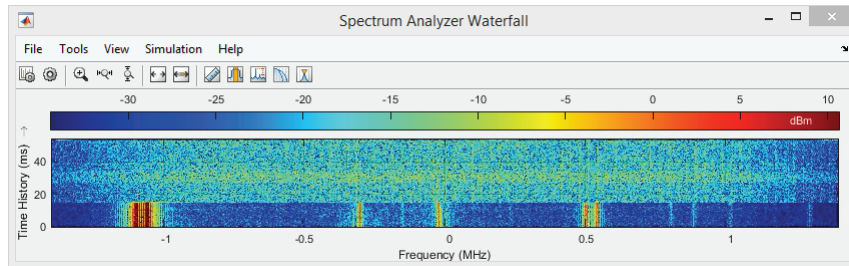 Spectrum Analyzer Waterfall
File Tools View Simulation Help
-30 -25 -20 -15 -10 -5 0 5 10
dBm
Time History (ms) →
40
20
0
-1 -0.5 0 0.5 1
Frequency (MHz)